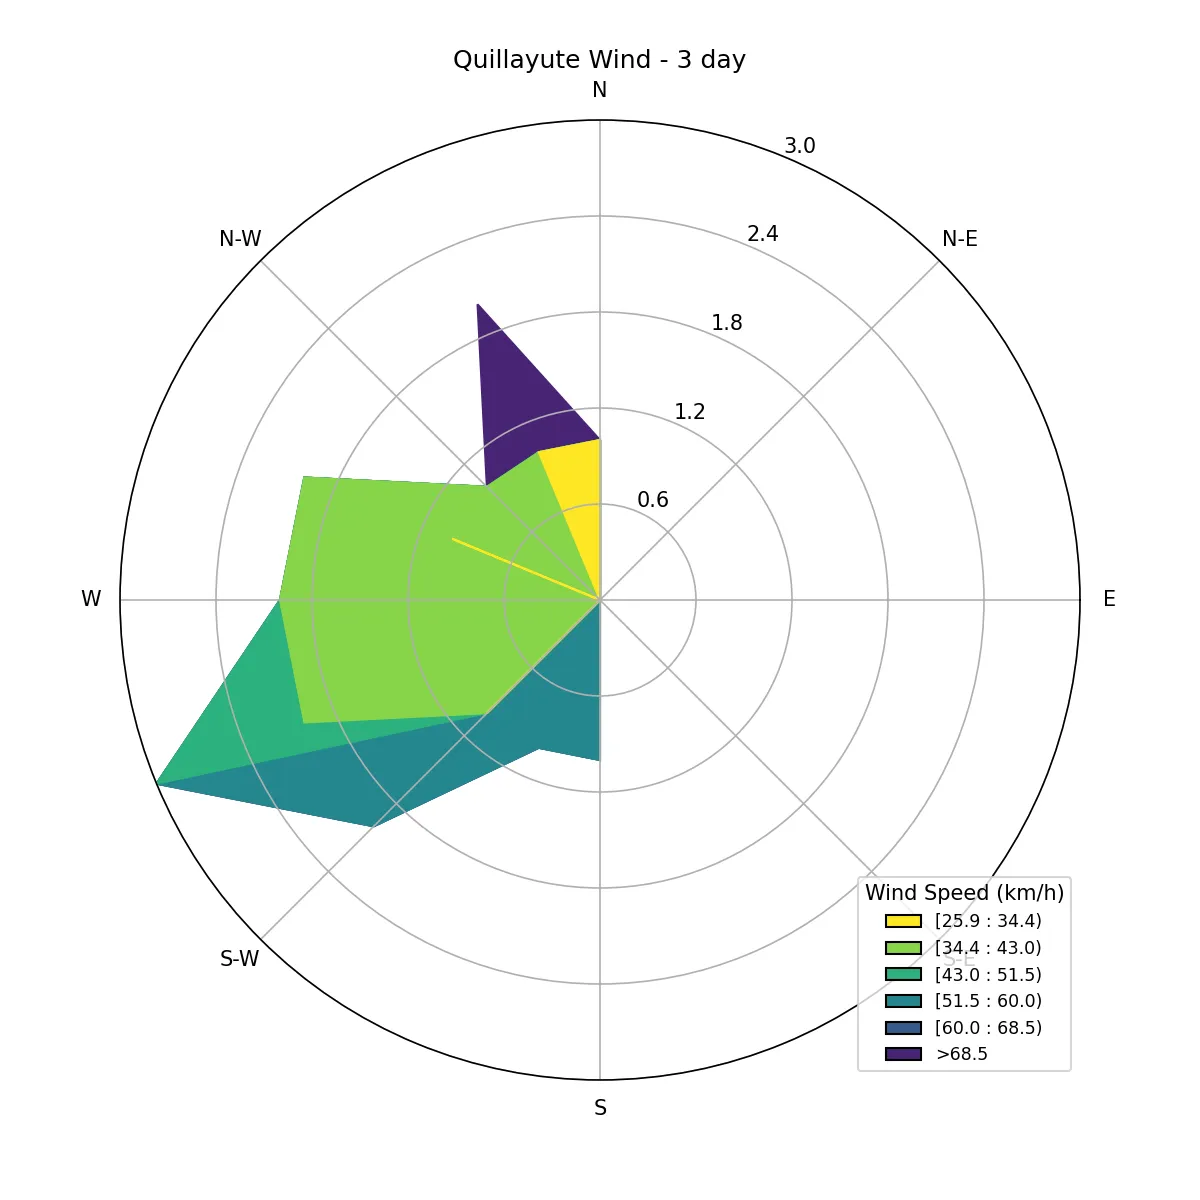 Quillayute Wind - 3 day
N
3.0
N-W
2.4
N-E
1.8
1.2
0.6
W
E
Wind Speed (km/h)
[25.9 : 34.4)
[34.4 : 43.0)
S-W
S-E
[43.0 : 51.5)
[51.5 : 60.0)
[60.0 : 68.5)
>68.5
S